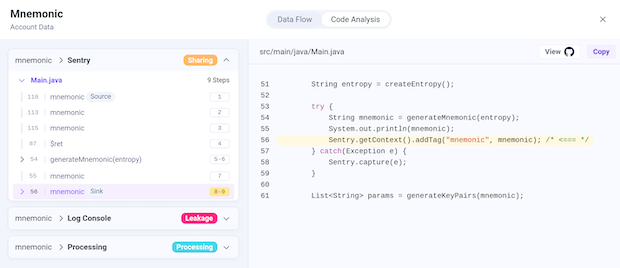 Mnemonic
Account Data
Data Flow Code Analysis
mnemonic > Sentry Sharing
Main.java 9 Steps
110 mnemonic Source 1
113 mnemonic 2
115 mnemonic 3
87 $ret 4
54 generateMnemonic(entropy) 5-6
55 mnemonic 7
56 mnemonic Sink 8-9
mnemonic > Log Console Leakage
mnemonic > Processing Processing
src/main/java/Main.java View Copy
51 String entropy = createEntropy();
52
53 try {
54 String mnemonic = generateMnemonic(entropy);
55 System.out.println(mnemonic);
56 Sentry.getContext().addTag("mnemonic", mnemonic); /* <=== */
57 } catch(Exception e) {
58 Sentry.capture(e);
59 }
60
61 List<String> params = generateKeyPairs(mnemonic);